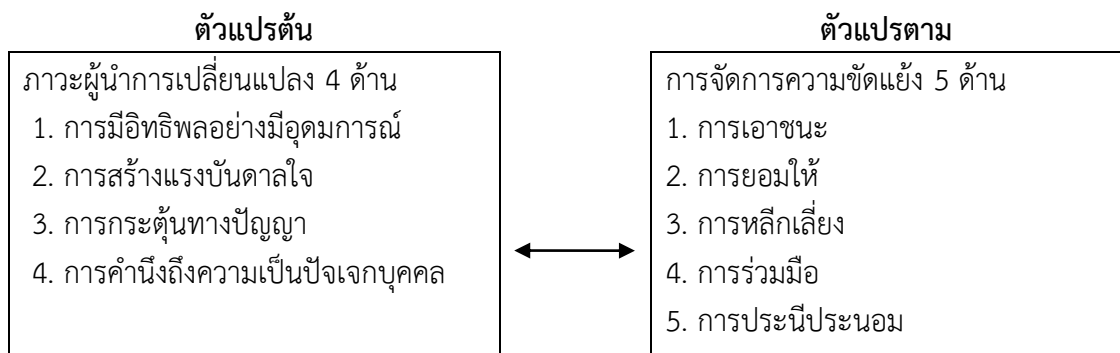 ตัวแปรต้น
ภาวะผู้นำการเปลี่ยนแปลง 4 ด้าน
1. การมีอิทธิพลอย่างมีอุดมการณ์
2. การสร้างแรงบันดาลใจ
3. การกระตุ้นทางปัญญา
4. การคำนึงถึงความเป็นปัจเจกบุคคล
ตัวแปรตาม
การจัดการความขัดแย้ง 5 ด้าน
1. การเอาชนะ
2. การยอมให้
3. การหลีกเลี่ยง
4. การร่วมมือ
5. การประนีประนอม